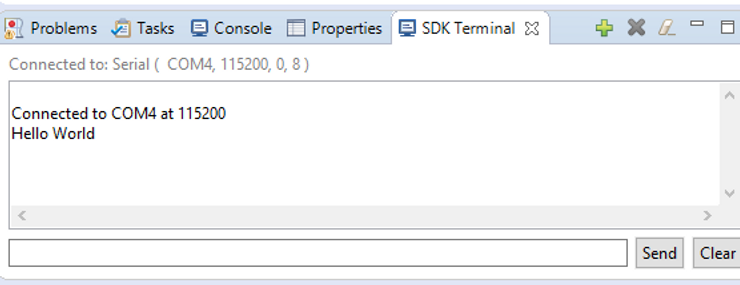 Problems Tasks Console Properties SDK Terminal
Connected to: Serial ( COM4, 115200, 0, 8 )
Connected to COM4 at 115200
Hello World
Send Clear